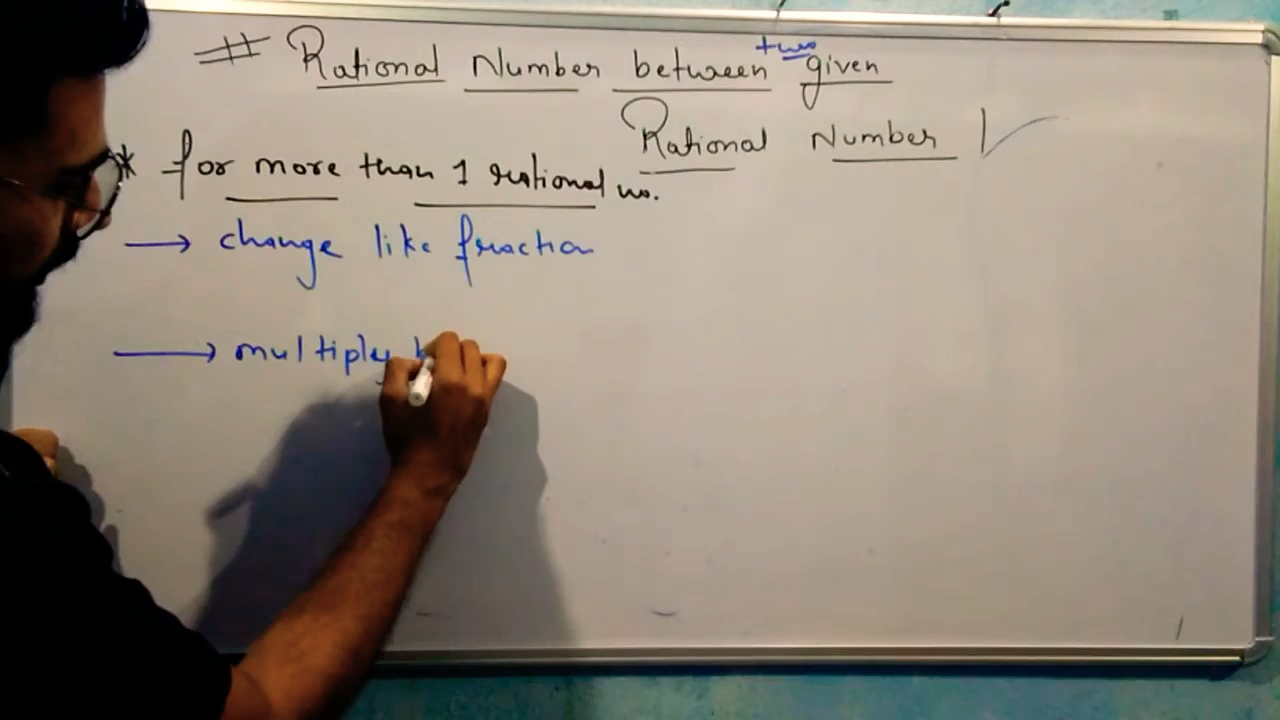 # Rational Number between two given
Rational Number
* for more than 1 rational no.
→ change like fraction
→ multiply